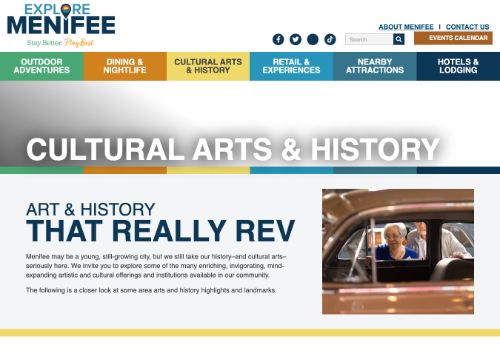 EXPLORE
MENIFEE
Stay Better. Play Best.
ABOUT MENIFEE | CONTACT US
Search
EVENTS CALENDAR
OUTDOOR
ADVENTURES
DINING &
NIGHTLIFE
CULTURAL ARTS
& HISTORY
RETAIL &
EXPERIENCES
NEARBY
ATTRACTIONS
HOTELS &
LODGING
CULTURAL ARTS & HISTORY
ART & HISTORY
THAT REALLY REV
Menifee may be a young, still-growing city, but we still take our history–and cultural arts–
seriously here. We invite you to explore some of the many enriching, invigorating, mind-
expanding artistic and cultural offerings and institutions available in our community.
The following is a closer look at some area arts and history highlights and landmarks.